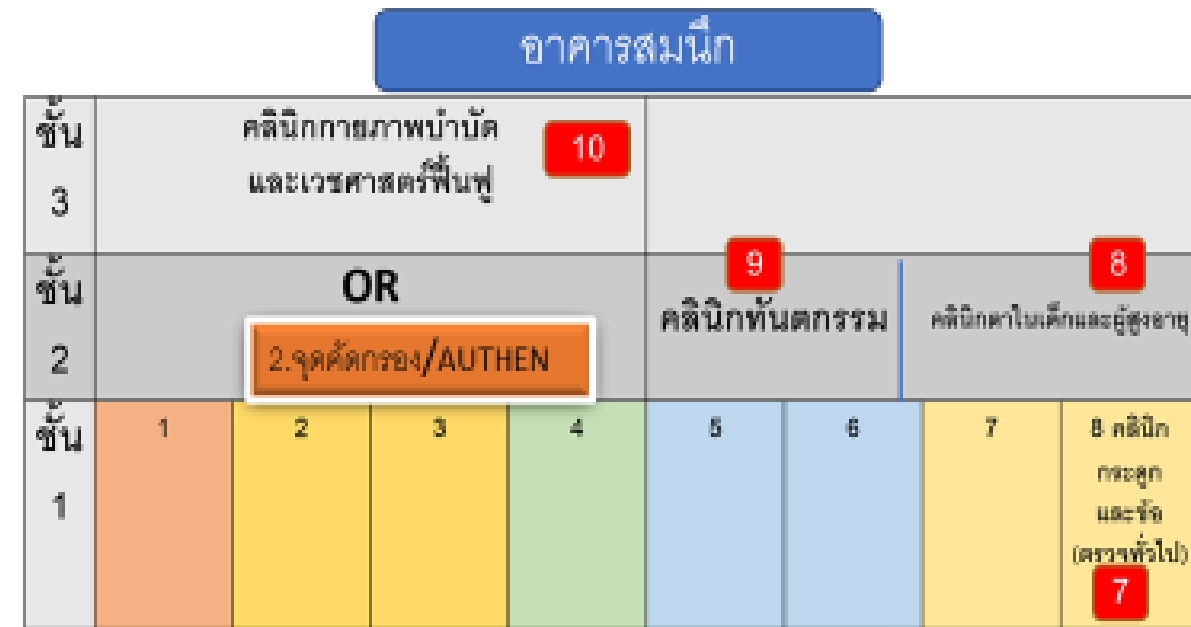 อาคารสมนึก
ชั้น
3
คลินิกกายภาพบำบัด
และเวชศาสตร์ฟื้นฟู
10
ชั้น
2
OR
2.จุดคัดกรอง/AUTHEN
9
คลินิกทันตกรรม
8
คลินิกตาในเด็กและผู้สูงอายุ
ชั้น
1
1
2
3
4
5
6
7
8 คลินิก
กระดูก
และข้อ
(ตรวจทั่วไป)
7